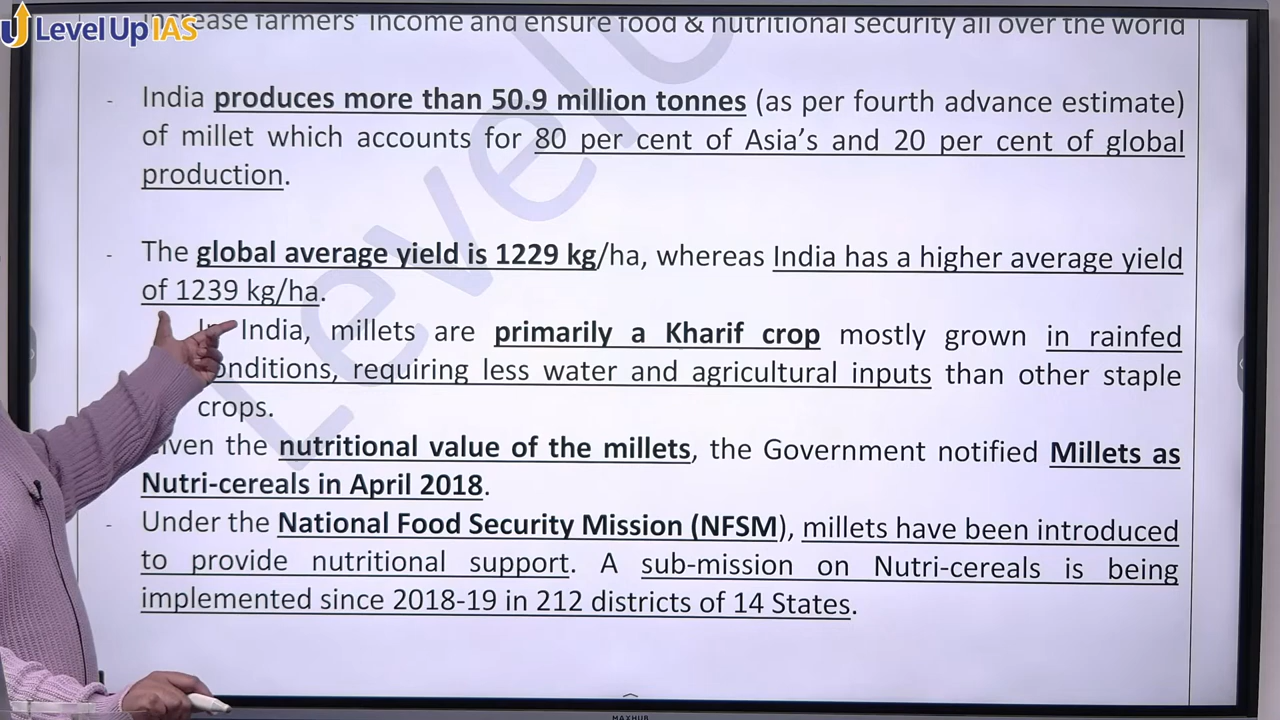 Level Up IAS
farmers' income and ensure food & nutritional security all over the world
- India produces more than 50.9 million tonnes (as per fourth advance estimate)
of millet which accounts for 80 per cent of Asia's and 20 per cent of global
production.
- The global average yield is 1229 kg/ha, whereas India has a higher average yield
of 1239 kg/ha.
India, millets are primarily a Kharif crop mostly grown in rainfed
conditions, requiring less water and agricultural inputs than other staple
crops.
the nutritional value of the millets, the Government notified Millets as
Nutri-cereals in April 2018.
- Under the National Food Security Mission (NFSM), millets have been introduced
to provide nutritional support. A sub-mission on Nutri-cereals is being
implemented since 2018-19 in 212 districts of 14 States.
MAXHUB